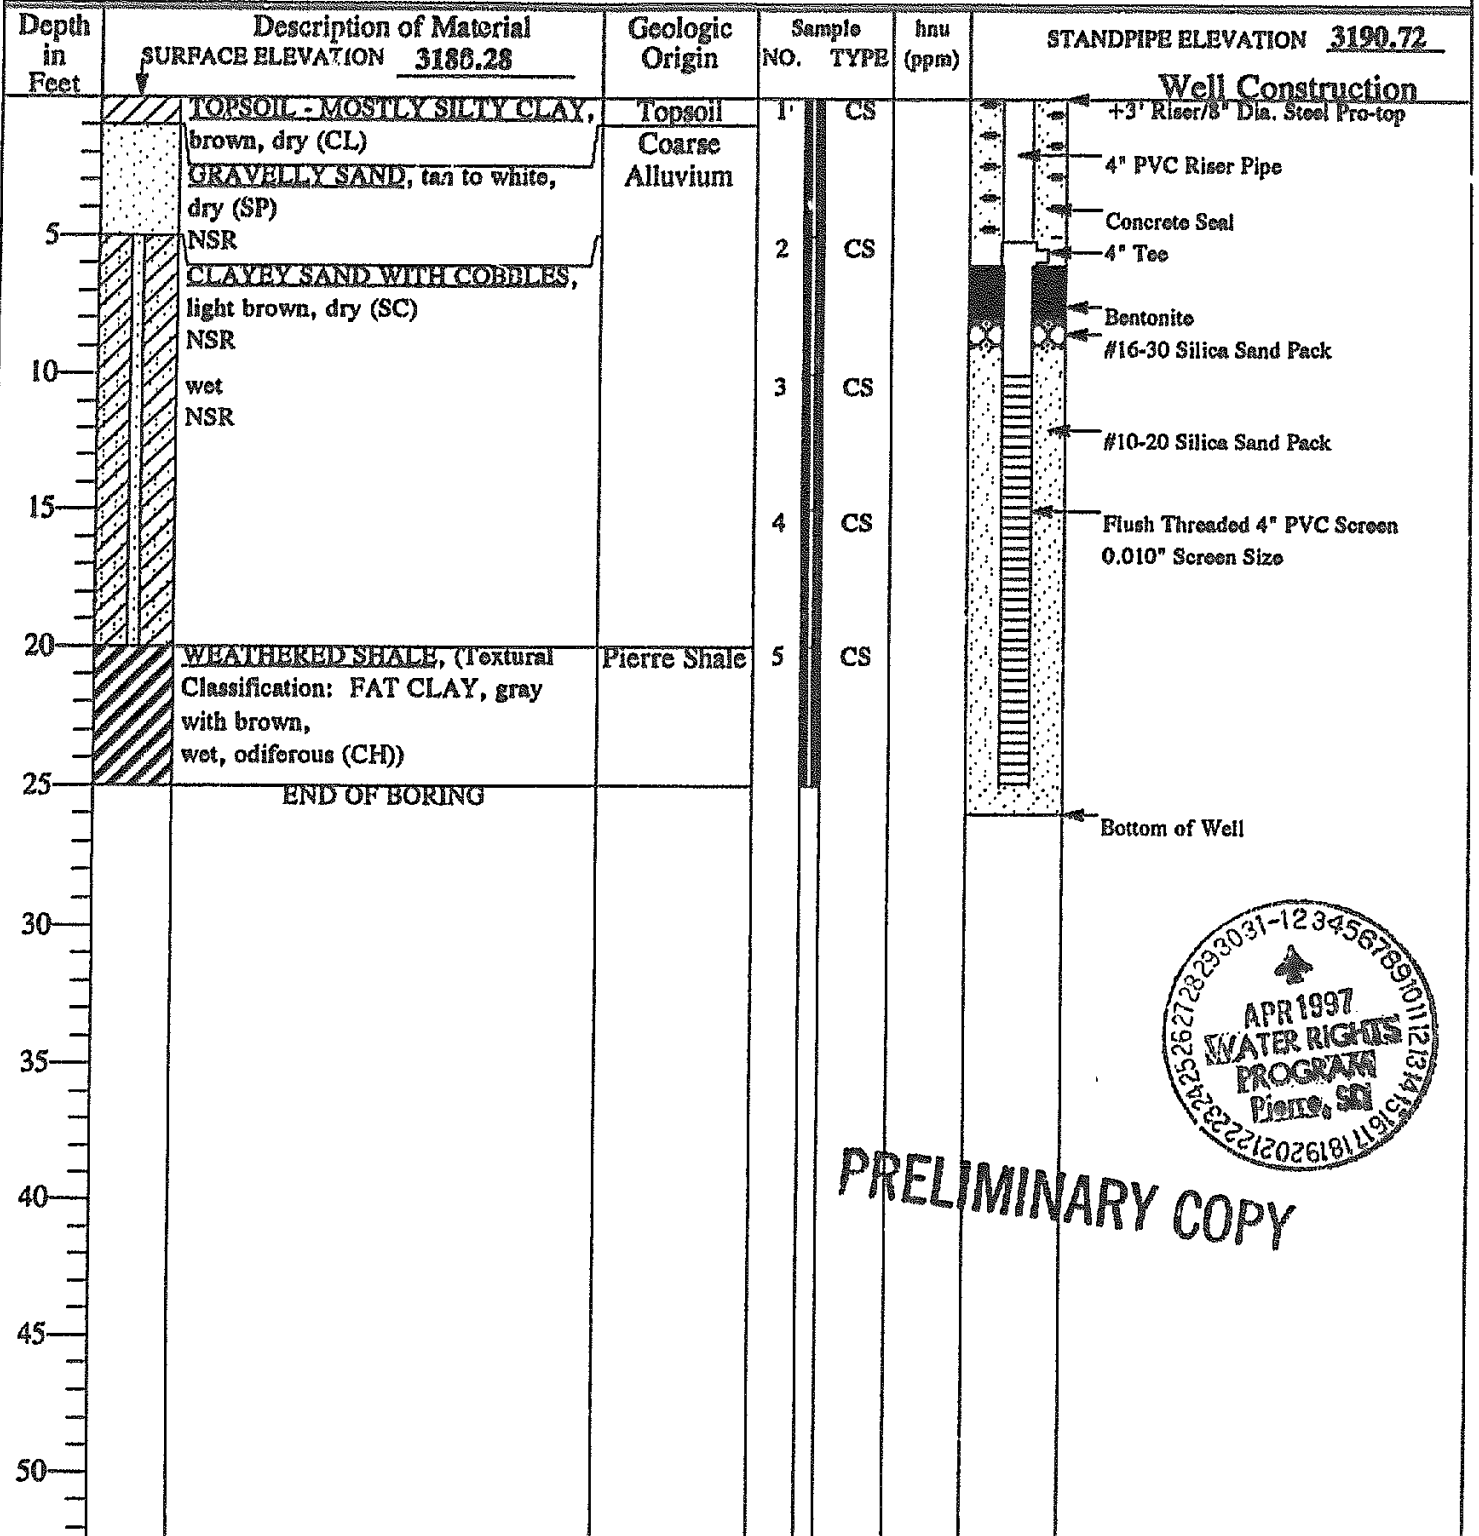 Depth in Feet
Description of Material
SURFACE ELEVATION 3188.28
Geologic Origin
Sample
NO. TYPE
hnu (ppm)
STANDPIPE ELEVATION 3190.72
Well Construction
TOPSOIL - MOSTLY SILTY CLAY,
brown, dry (CL)
GRAVELLY SAND, tan to white,
dry (SP)
NSR
CLAYEY SAND WITH COBBLES,
light brown, dry (SC)
NSR
wet
NSR
WEATHERED SHALE, (Textural
Classification: FAT CLAY, gray
with brown,
wet, odiferous (CH))
END OF BORING
Topsoil
Coarse
Alluvium
Pierre Shale
1 CS
2 CS
3 CS
4 CS
5 CS
+3' Riser/8" Dia. Steel Pro-top
4" PVC Riser Pipe
Concrete Seal
4" Tee
Bentonite
#16-30 Silica Sand Pack
#10-20 Silica Sand Pack
Flush Threaded 4" PVC Screen
0.010" Screen Size
Bottom of Well
5
10
15
20
25
30
35
40
45
50
12345678910111213141516171819202122232425262728293031
APR 1997
WATER RIGHTS
PROGRAM
Pierre, SD
PRELIMINARY COPY